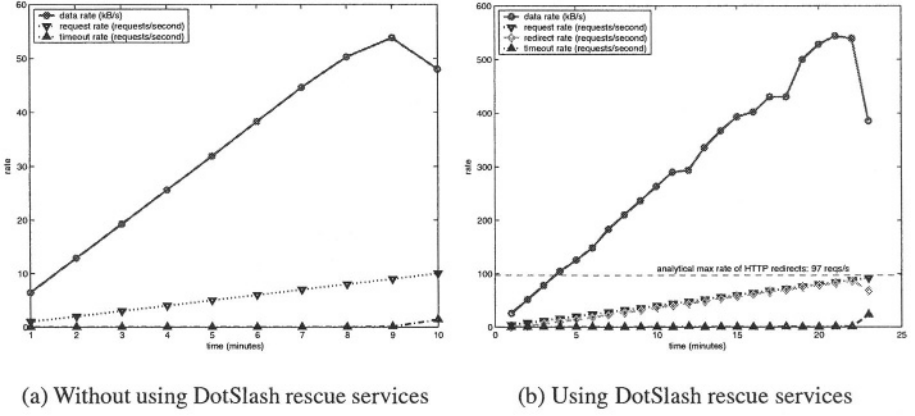 60
50
40
30
20
10
0
rate
data rate (kB/s)
request rate (requests/second)
timeout rate (requests/second)
1 2 3 4 5 6 7 8 9 10
time (minutes)
(a) Without using DotSlash rescue services
600
500
400
300
200
100
0
rate
data rate (kB/s)
request rate (requests/second)
redirect rate (requests/second)
timeout rate (requests/second)
analytical max rate of HTTP redirects: 97 reqs/s
0 5 10 15 20 25
time (minutes)
(b) Using DotSlash rescue services